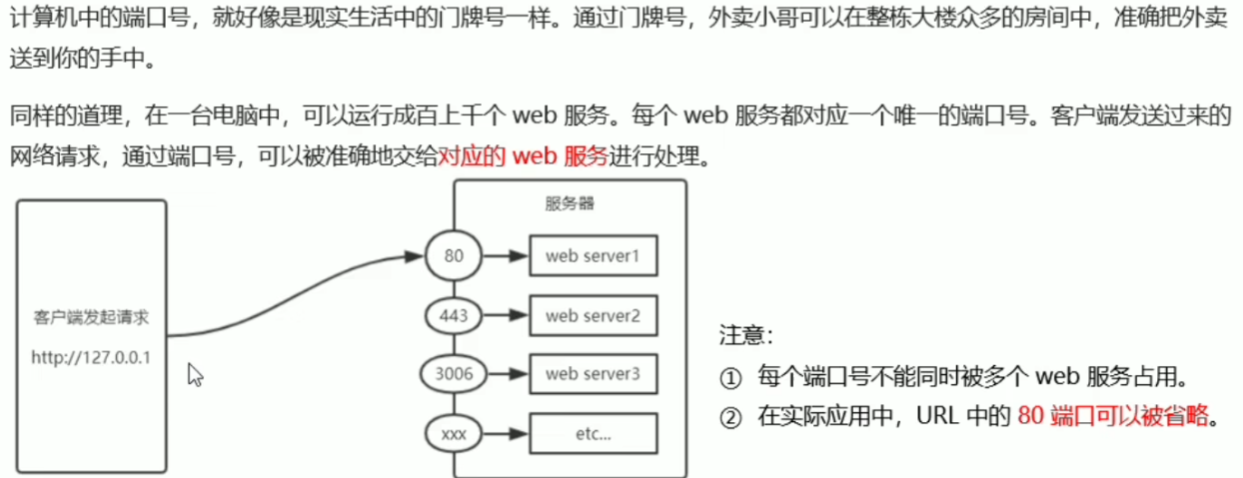 计算机中的端口号，就好像是现实生活中的门牌号一样。通过门牌号，外卖小哥可以在整栋大楼众多的房间中，准确把外卖
送到你的手中。
同样的道理，在一台电脑中，可以运行成百上千个 web 服务。每个 web 服务都对应一个唯一的端口号。客户端发送过来的
网络请求，通过端口号，可以被准确地交给对应的 web 服务进行处理。
服务器
80
web server1
客户端发起请求
http://127.0.0.1
443
web server2
3006
web server3
xxx
etc...
注意：
① 每个端口号不能同时被多个 web 服务占用。
② 在实际应用中，URL 中的 80 端口可以被省略。